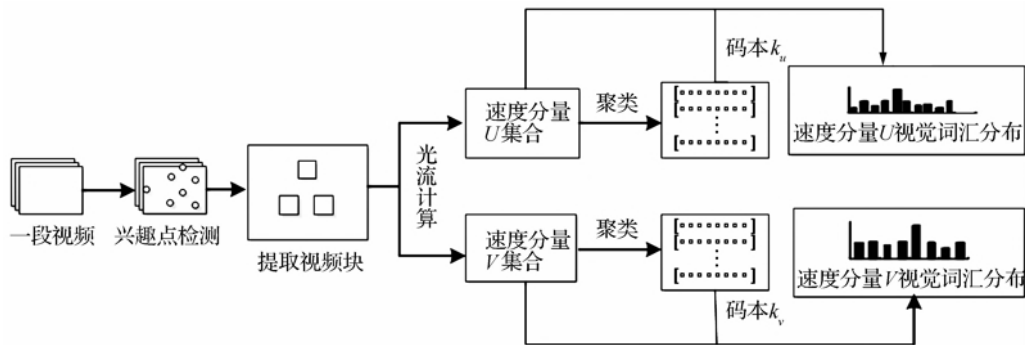 一段视频
兴趣点检测
提取视频块
光流计算
速度分量
U集合
聚类
码本kᵤ
速度分量U视觉词汇分布
速度分量
V集合
聚类
码本kᵥ
速度分量V视觉词汇分布